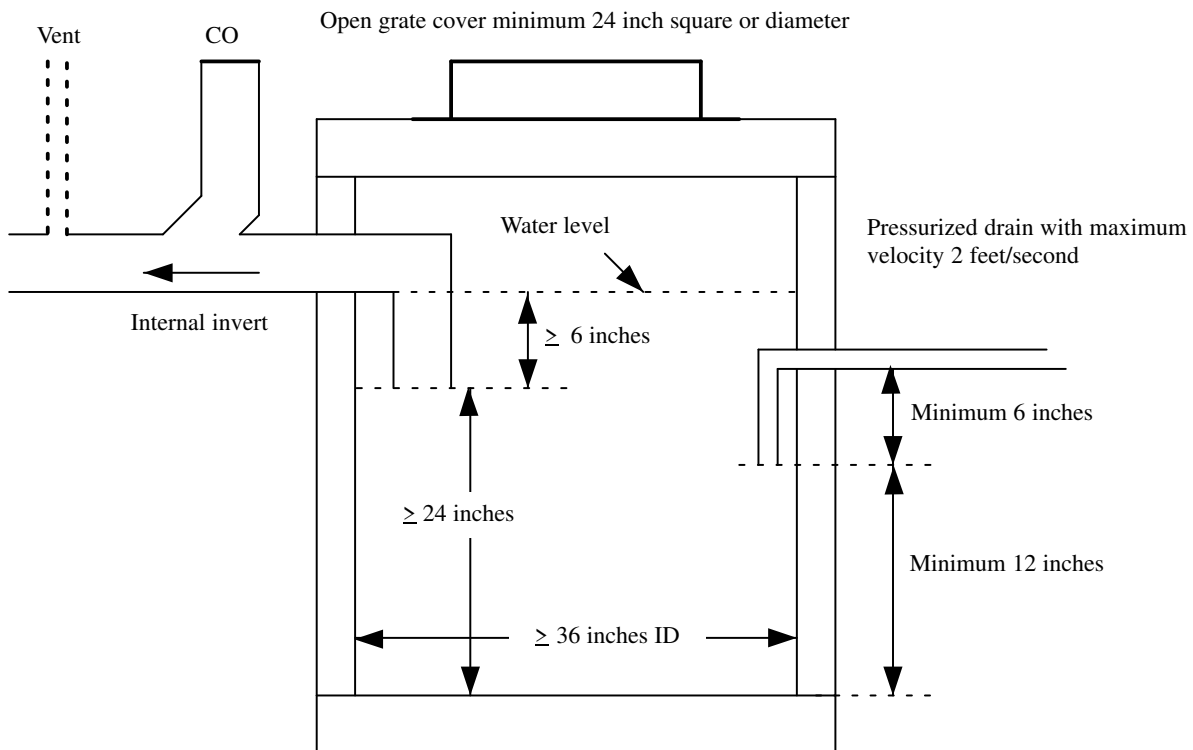 Open grate cover minimum 24 inch square or diameter
Vent
CO
Water level
Pressurized drain with maximum
velocity 2 feet/second
Internal invert
≥ 6 inches
Minimum 6 inches
≥ 24 inches
Minimum 12 inches
≥ 36 inches ID